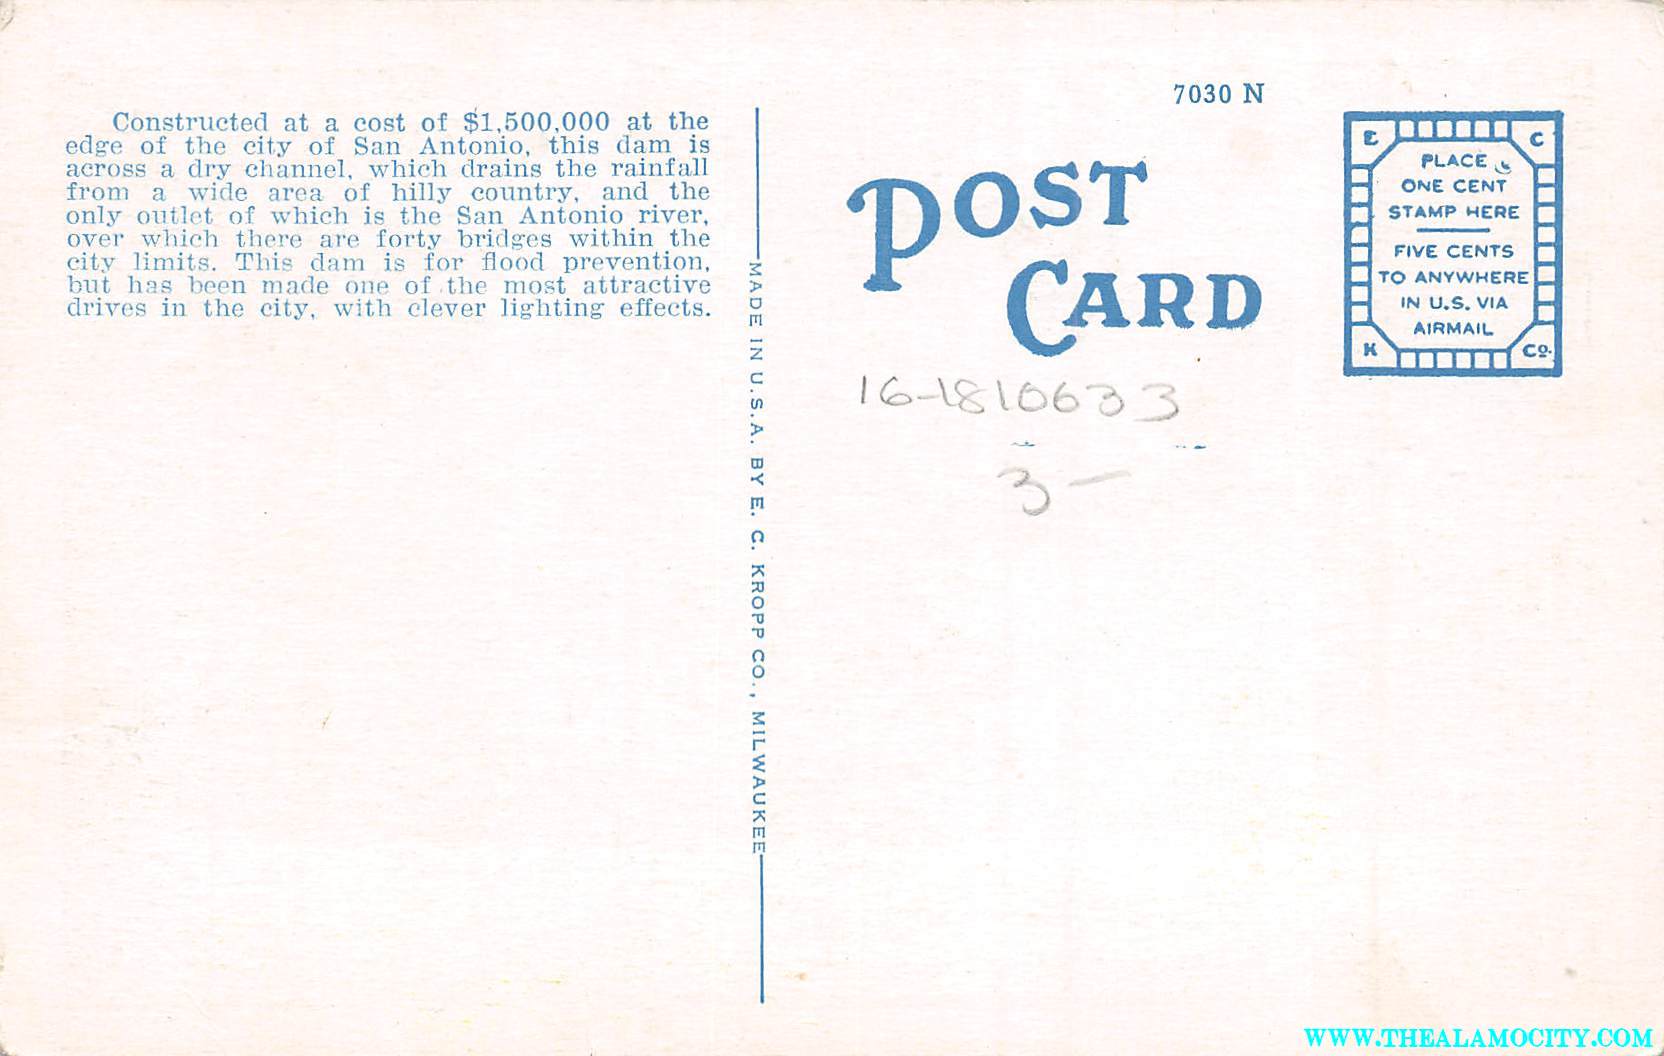 Constructed at a cost of $1,500,000 at the
edge of the city of San Antonio, this dam is
across a dry channel, which drains the rainfall
from a wide area of hilly country, and the
only outlet of which is the San Antonio river,
over which there are forty bridges within the
city limits. This dam is for flood prevention,
but has been made one of the most attractive
drives in the city, with clever lighting effects.
MADE IN U.S.A. BY E. C. KROPP CO., MILWAUKEE
7030 N
POST
CARD
E C
PLACE
ONE CENT
STAMP HERE
FIVE CENTS
TO ANYWHERE
IN U.S. VIA
AIRMAIL
K Co.
16-1810633
3-
WWW.THEALAMOCITY.COM